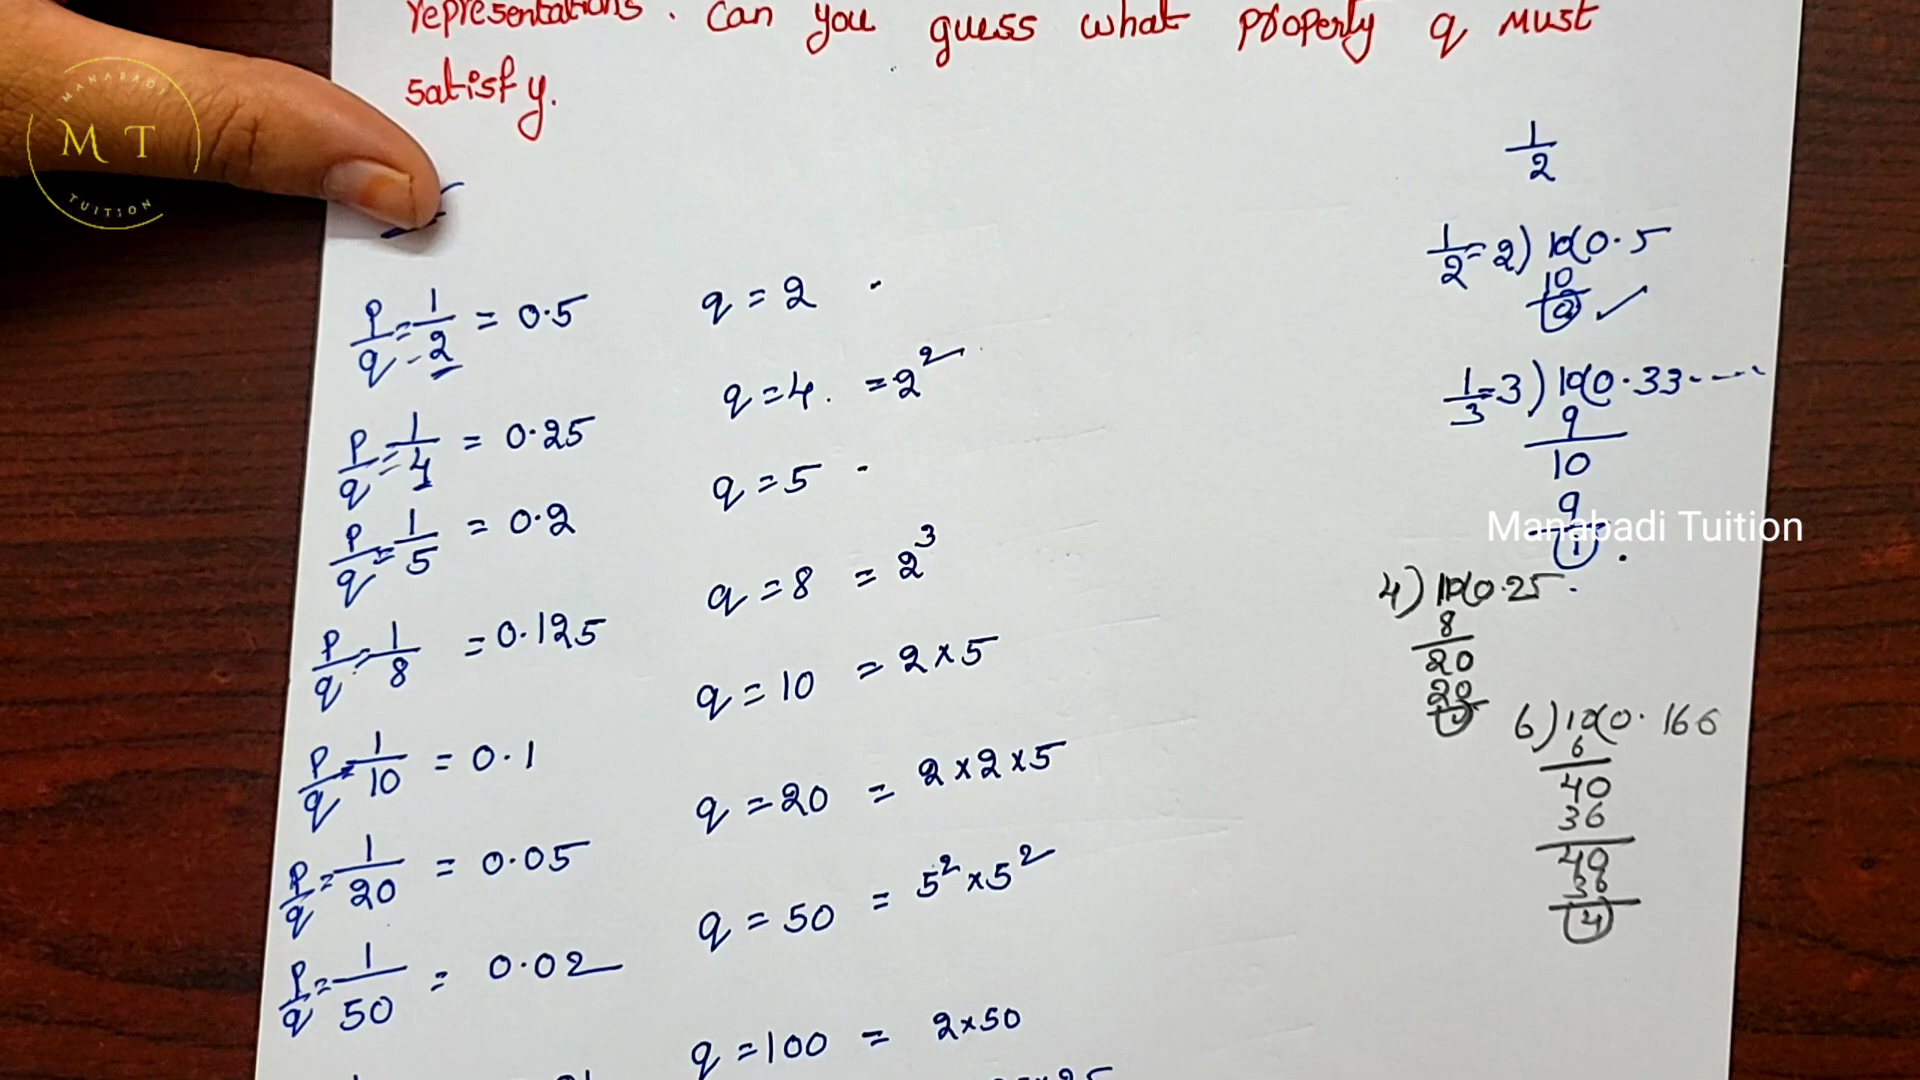 representations. Can you guess what property q must
satisfy.
MANABADI
M T
TUITION
1/2
p/q = 1/2 = 0.5
q = 2
1/2 = 2) 10(0.5
10
0 ✓
p/q = 1/4 = 0.25
q = 4. = 2²
1/3 = 3) 10(0.33----
9
10
9
1
p/q = 1/5 = 0.2
q = 5
Manabadi Tuition
p/q = 1/8 = 0.125
q = 8 = 2³
4) 10(0.25.
8
20
20
0
p/q = 1/10 = 0.1
q = 10 = 2×5
6) 10(0.166
6
40
36
40
36
4
p/q = 1/20 = 0.05
q = 20 = 2×2×5
p/q = 1/50 = 0.02
q = 50 = 5²×5²
q = 100 = 2×50